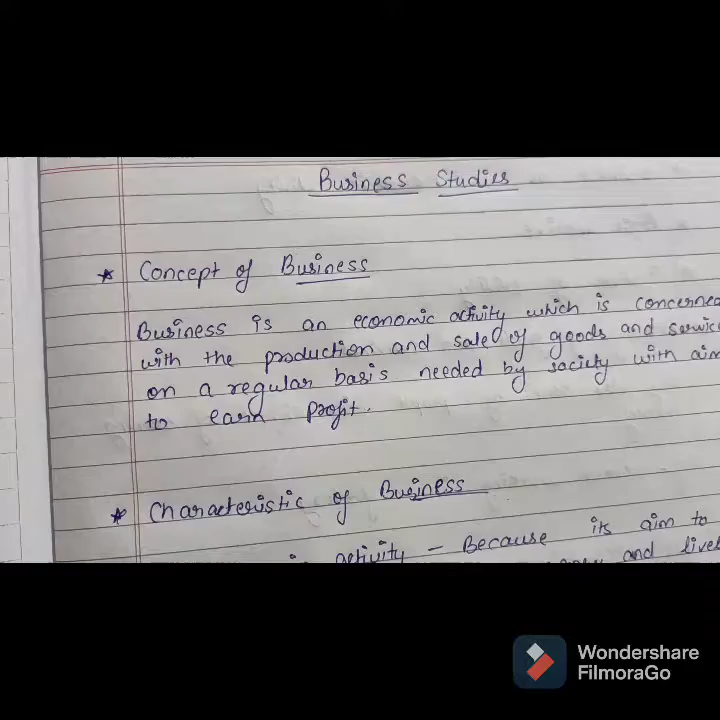 Business Studies
* Concept of Business
Business is an economic activity which is concerned
with the production and sale of goods and service
on a regular basis needed by society with aim
to earn profit.
* Characteristic of Business
activity - Because its aim to
and
Wondershare
FilmoraGo